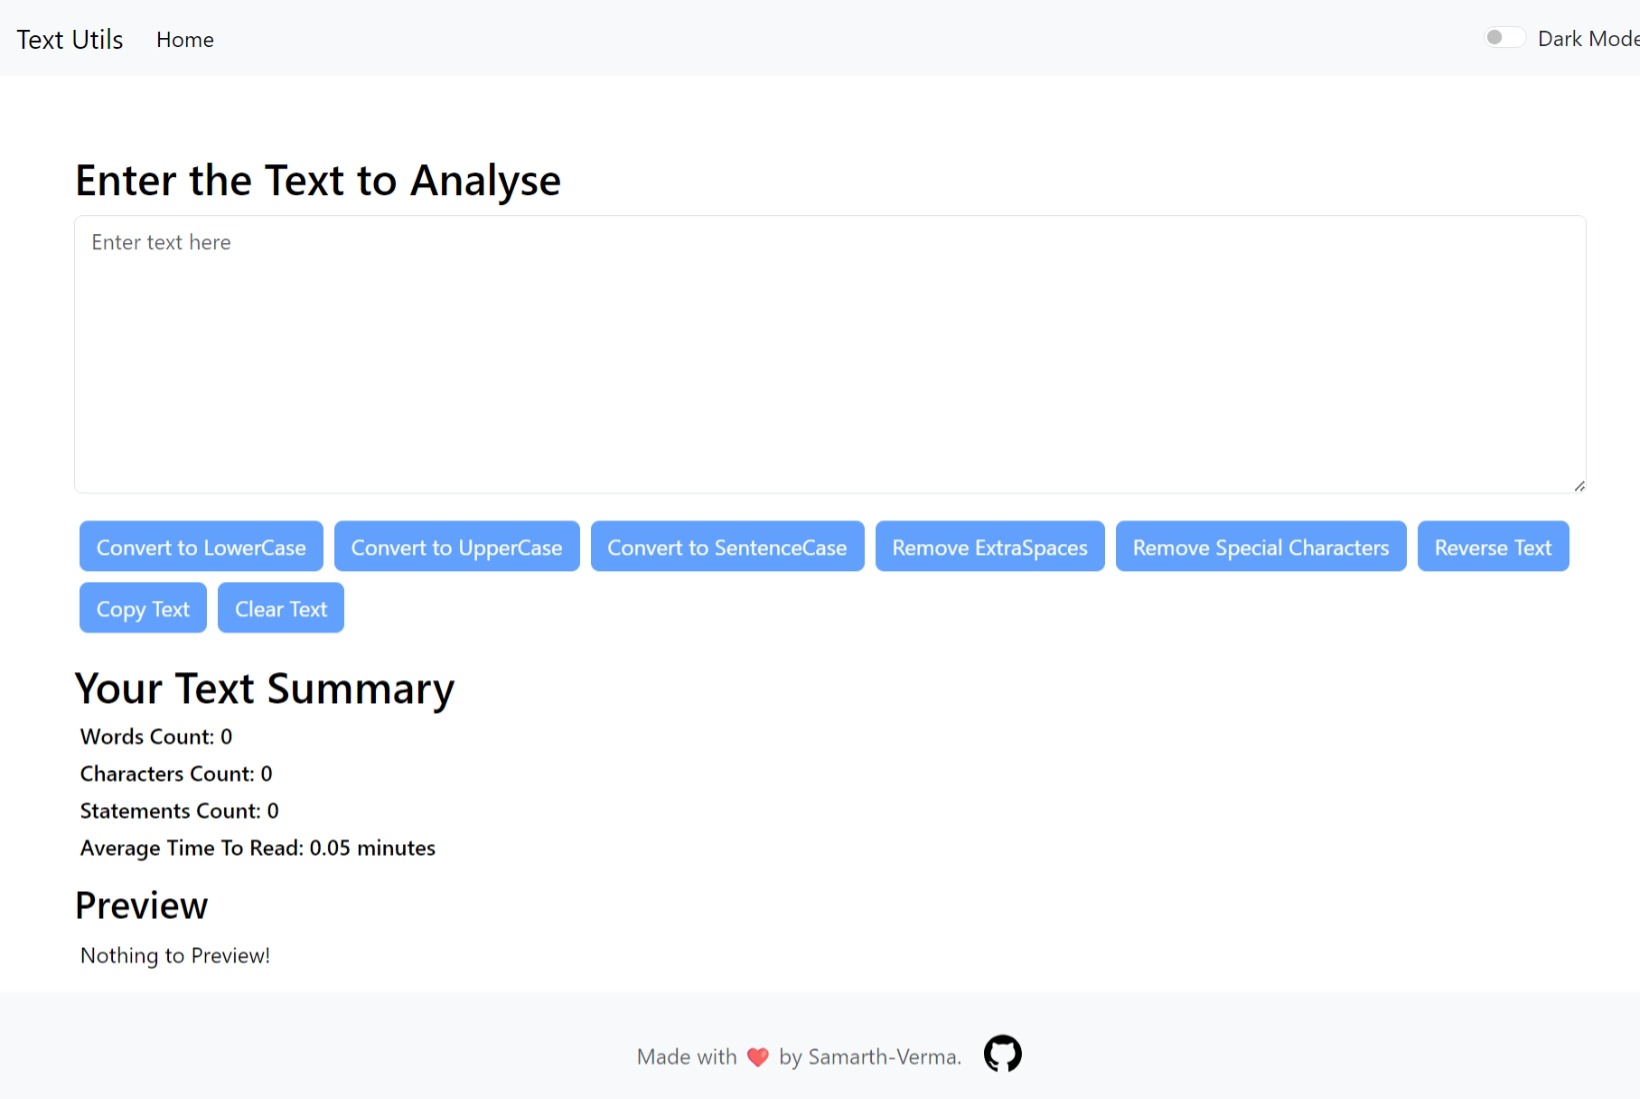 Text Utils Home Dark Mode
Enter the Text to Analyse
Enter text here
Convert to LowerCase Convert to UpperCase Convert to SentenceCase Remove ExtraSpaces Remove Special Characters Reverse Text
Copy Text Clear Text
Your Text Summary
Words Count: 0
Characters Count: 0
Statements Count: 0
Average Time To Read: 0.05 minutes
Preview
Nothing to Preview!
Made with ❤️ by Samarth-Verma.